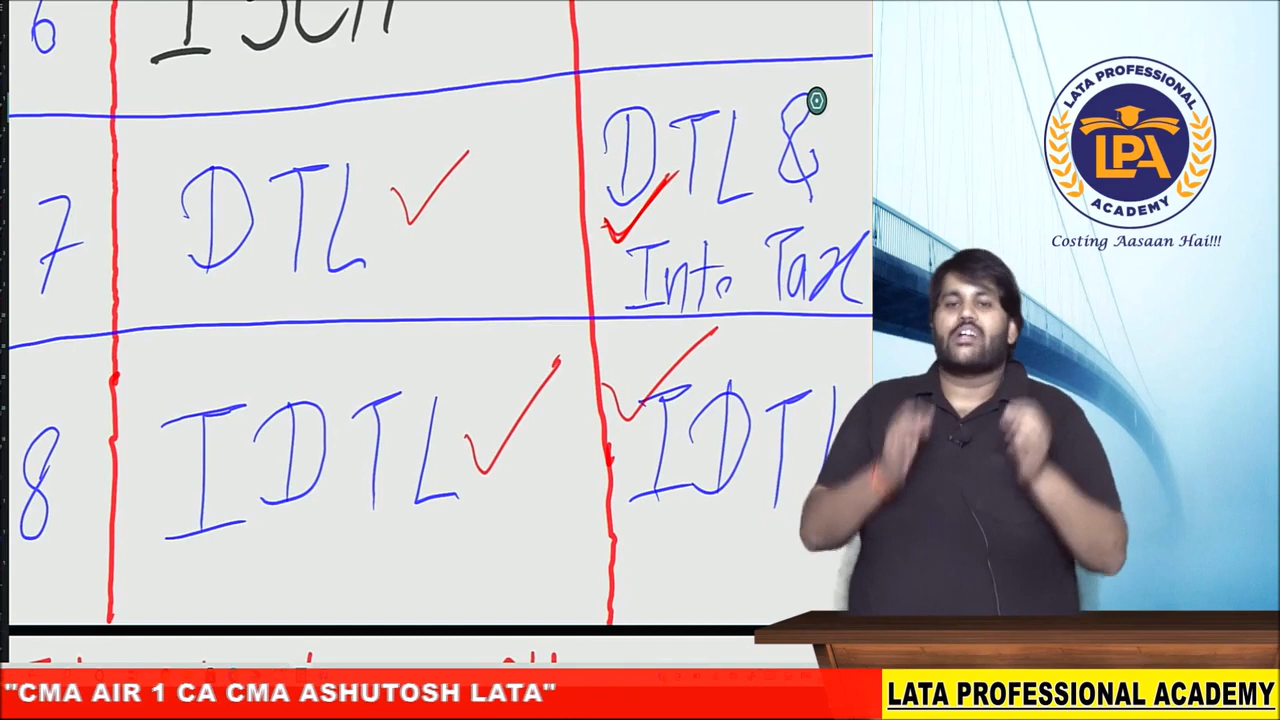 6
7
DTL
DTL &
Int. Tax
8
IDTL
IDTL
LATA PROFESSIONAL
LPA
ACADEMY
Costing Aasaan Hai!!!
"CMA AIR 1 CA CMA ASHUTOSH LATA"
LATA PROFESSIONAL ACADEMY